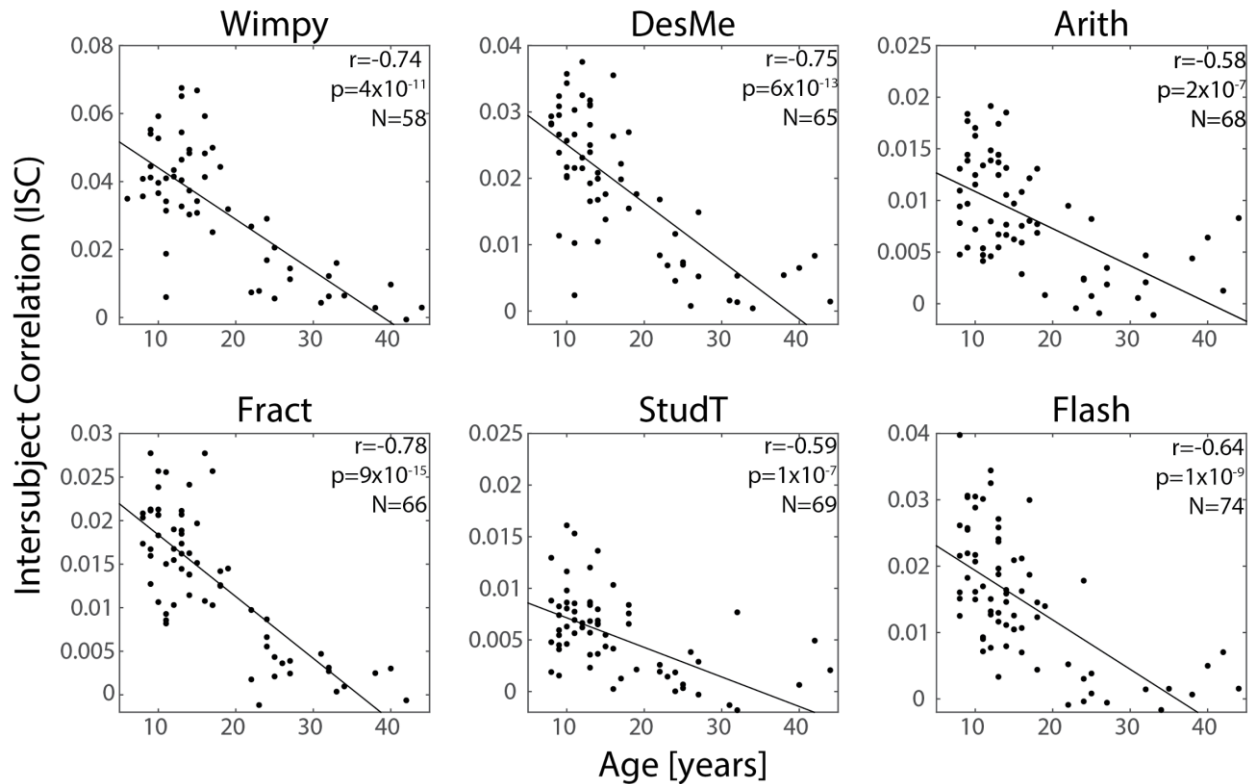 Wimpy
0.08
0.06
0.04
0.02
0
10
20
30
40
r=-0.74
p=4x10⁻¹¹
N=58
DesMe
0.04
0.03
0.02
0.01
0
10
20
30
40
r=-0.75
p=6x10⁻¹³
N=65
Arith
0.025
0.02
0.015
0.01
0.005
0
10
20
30
40
r=-0.58
p=2x10⁻⁷
N=68
Fract
0.03
0.025
0.02
0.015
0.01
0.005
0
10
20
30
40
r=-0.78
p=9x10⁻¹⁵
N=66
StudT
0.025
0.02
0.015
0.01
0.005
0
10
20
30
40
r=-0.59
p=1x10⁻⁷
N=69
Flash
0.04
0.03
0.02
0.01
0
10
20
30
40
r=-0.64
p=1x10⁻⁹
N=74
Intersubject Correlation (ISC)
Age [years]